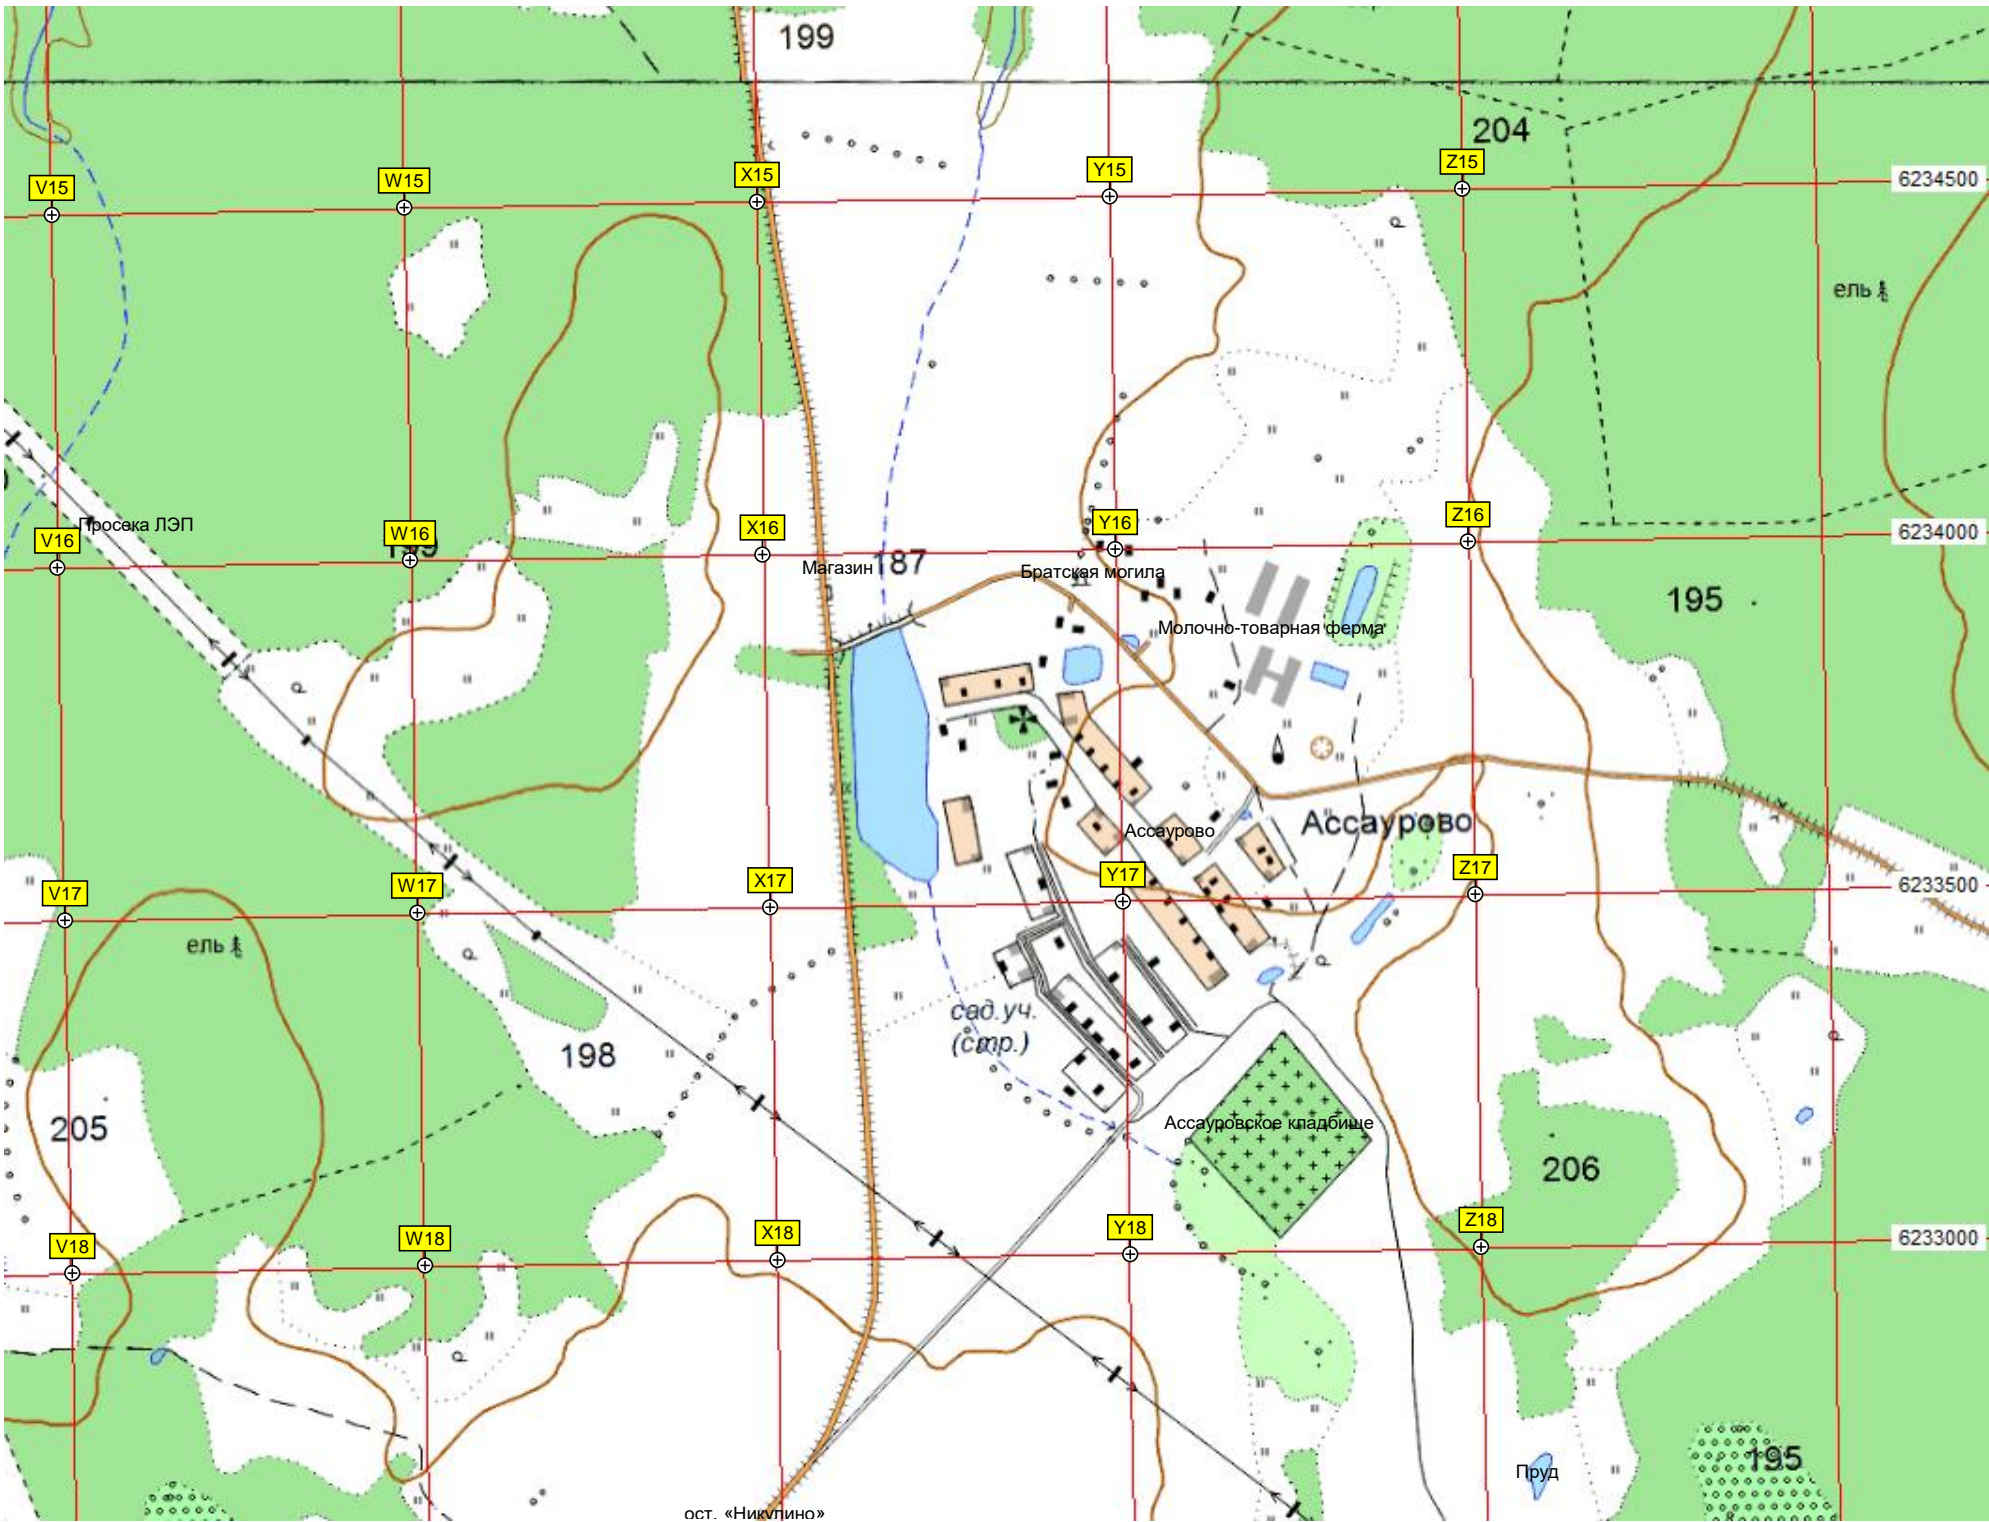 199
204
Z15
Y15
X15
W15
V15
6234500
ель
Z16
Y16
X16
W16
V16
Просека ЛЭП
199
6234000
Магазин
187
Братская могила
195
Молочно-товарная ферма
Ассаурово
Ассаурово
Z17
Y17
X17
W17
V17
6233500
ель
сад.уч.
(стр.)
198
205
Ассауровское кладбище
206
Z18
Y18
X18
W18
V18
6233000
195
Пруд
ост. «Никулино»